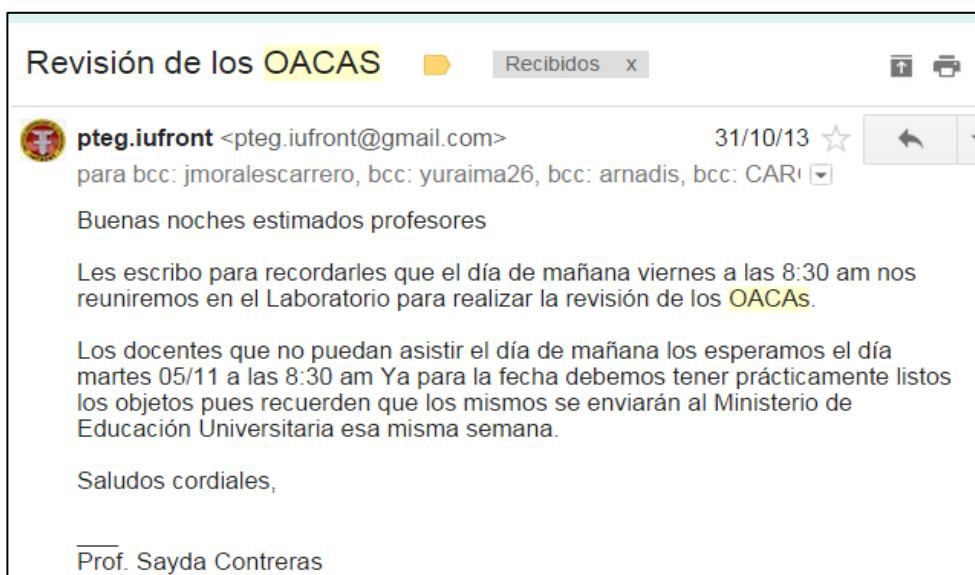 Revisión de los OACAS Recibidos x
pteg.iufront <pteg.iufront@gmail.com> 31/10/13
para bcc: jmoralescarrero, bcc: yuraima26, bcc: arnadis, bcc:
Buenas noches estimados profesores
Les escribo para recordarles que el día de mañana viernes a las 8:30 am nos
reuniremos en el Laboratorio para realizar la revisión de los OACAs.
Los docentes que no puedan asistir el día de mañana los esperamos el día
martes 05/11 a las 8:30 am Ya para la fecha debemos tener prácticamente listos
los objetos pues recuerden que los mismos se enviarán al Ministerio de
Educación Universitaria esa misma semana.
Saludos cordiales,
___
Prof. Sayda Contreras